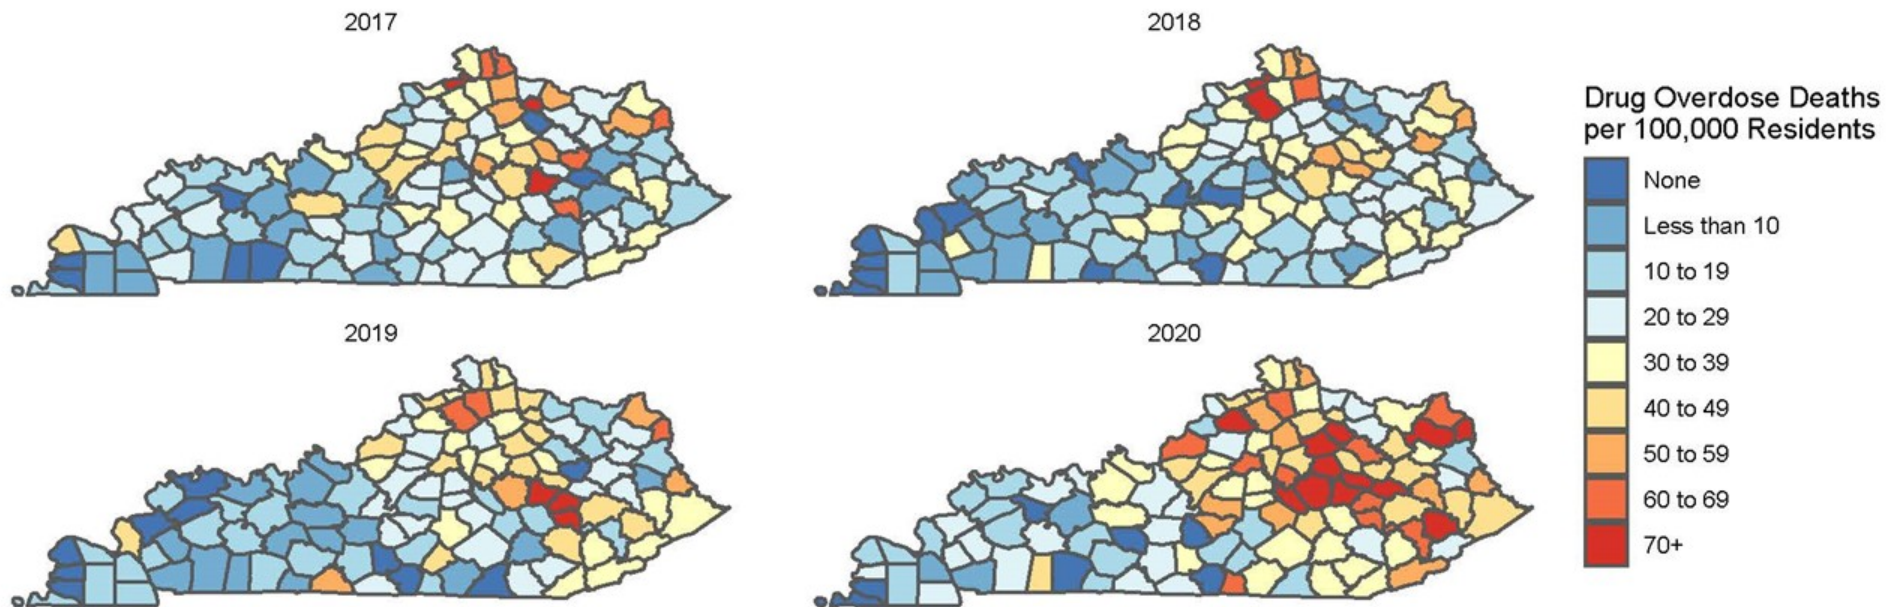 2017
2018
2019
2020
Drug Overdose Deaths
per 100,000 Residents
None
Less than 10
10 to 19
20 to 29
30 to 39
40 to 49
50 to 59
60 to 69
70+